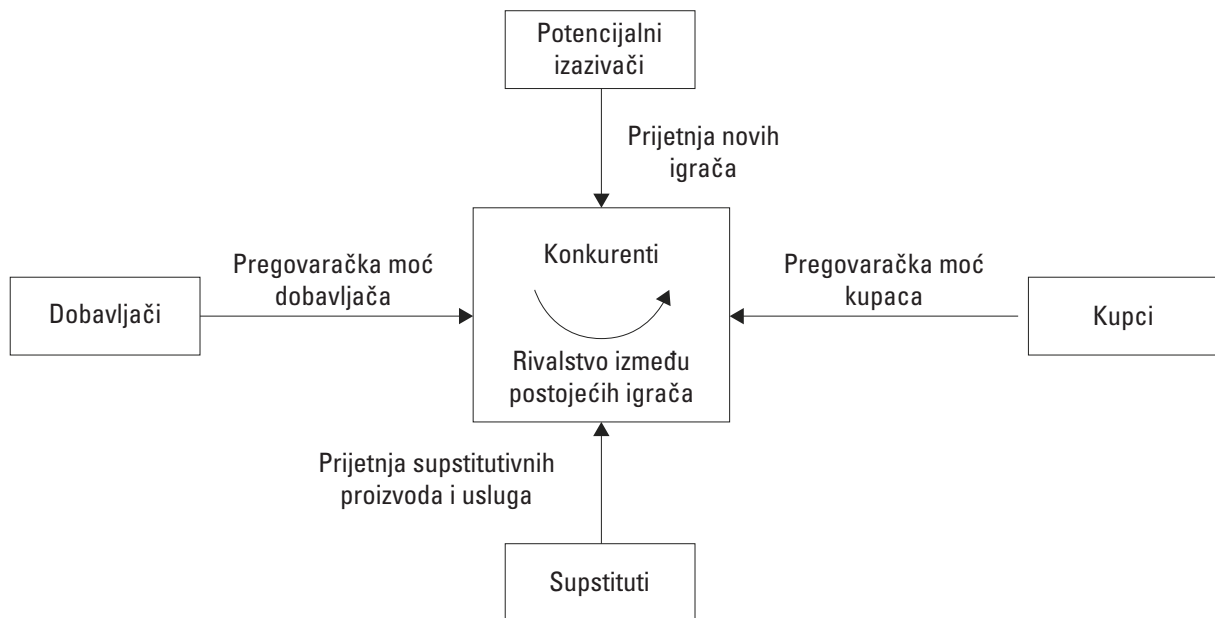 Potencijalni
izazivači
Prijetnja novih
igrača
Konkurenti
Pregovaračka moć
dobavljača
Pregovaračka moć
kupaca
Dobavljači
Kupci
Rivalstvo između
postojećih igrača
Prijetnja supstitutivnih
proizvoda i usluga
Supstituti